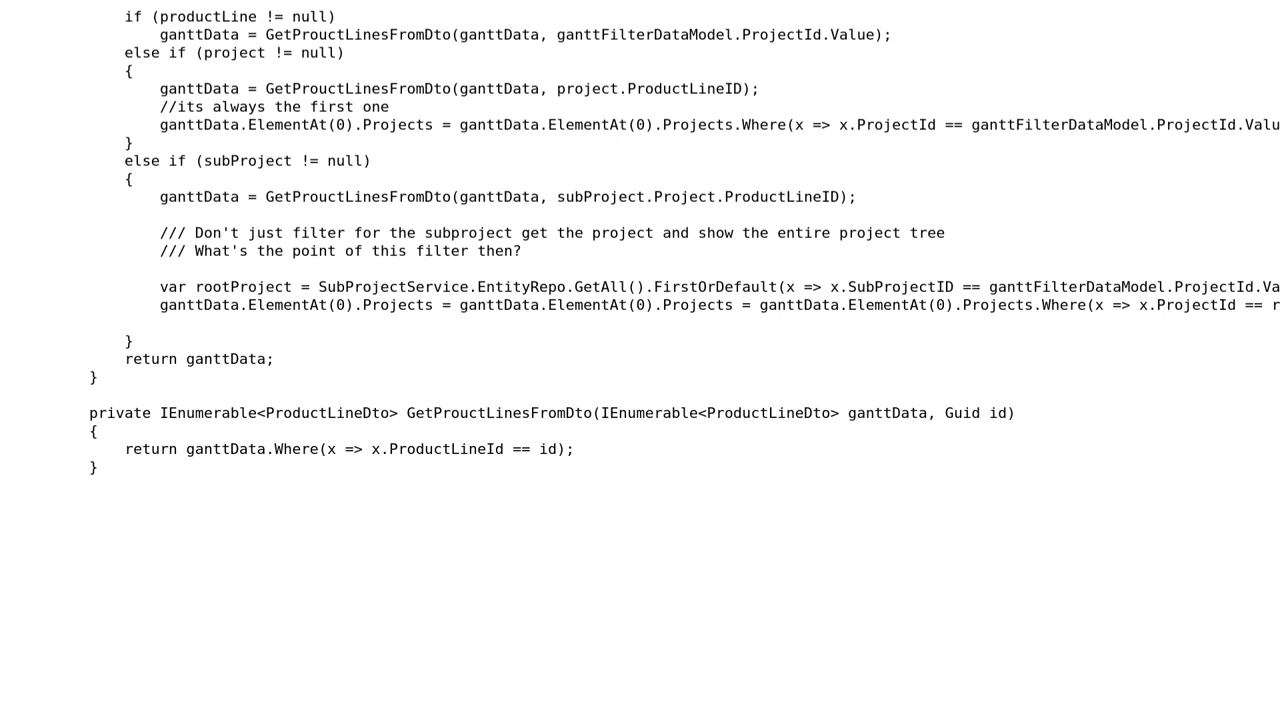 if (productLine != null)
ganttData = GetProuctLinesFromDto(ganttData, ganttFilterDataModel.ProjectId.Value);
else if (project != null)
{
ganttData = GetProuctLinesFromDto(ganttData, project.ProductLineID);
//its always the first one
ganttData.ElementAt(0).Projects = ganttData.ElementAt(0).Projects.Where(x => x.ProjectId == ganttFilterDataModel.ProjectId.Valu
}
else if (subProject != null)
{
ganttData = GetProuctLinesFromDto(ganttData, subProject.Project.ProductLineID);
/// Don't just filter for the subproject get the project and show the entire project tree
/// What's the point of this filter then?
var rootProject = SubProjectService.EntityRepo.GetAll().FirstOrDefault(x => x.SubProjectID == ganttFilterDataModel.ProjectId.Va
ganttData.ElementAt(0).Projects = ganttData.ElementAt(0).Projects = ganttData.ElementAt(0).Projects.Where(x => x.ProjectId == r
}
return ganttData;
}
private IEnumerable<ProductLineDto> GetProuctLinesFromDto(IEnumerable<ProductLineDto> ganttData, Guid id)
{
return ganttData.Where(x => x.ProductLineId == id);
}